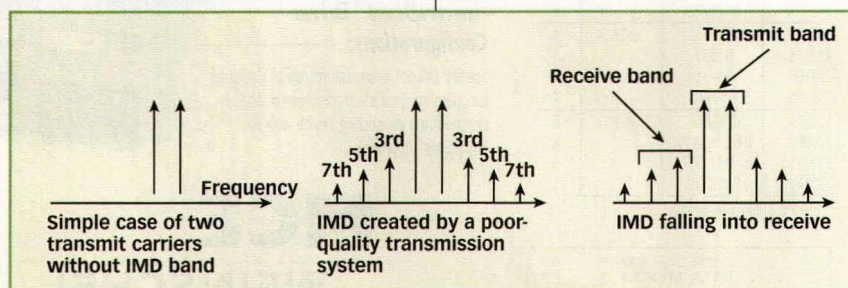 Transmit band
Receive band
3rd 3rd
5th 5th
7th 7th
Frequency
Simple case of two
transmit carriers
without IMD band
IMD created by a poor-
quality transmission
system
IMD falling into receive